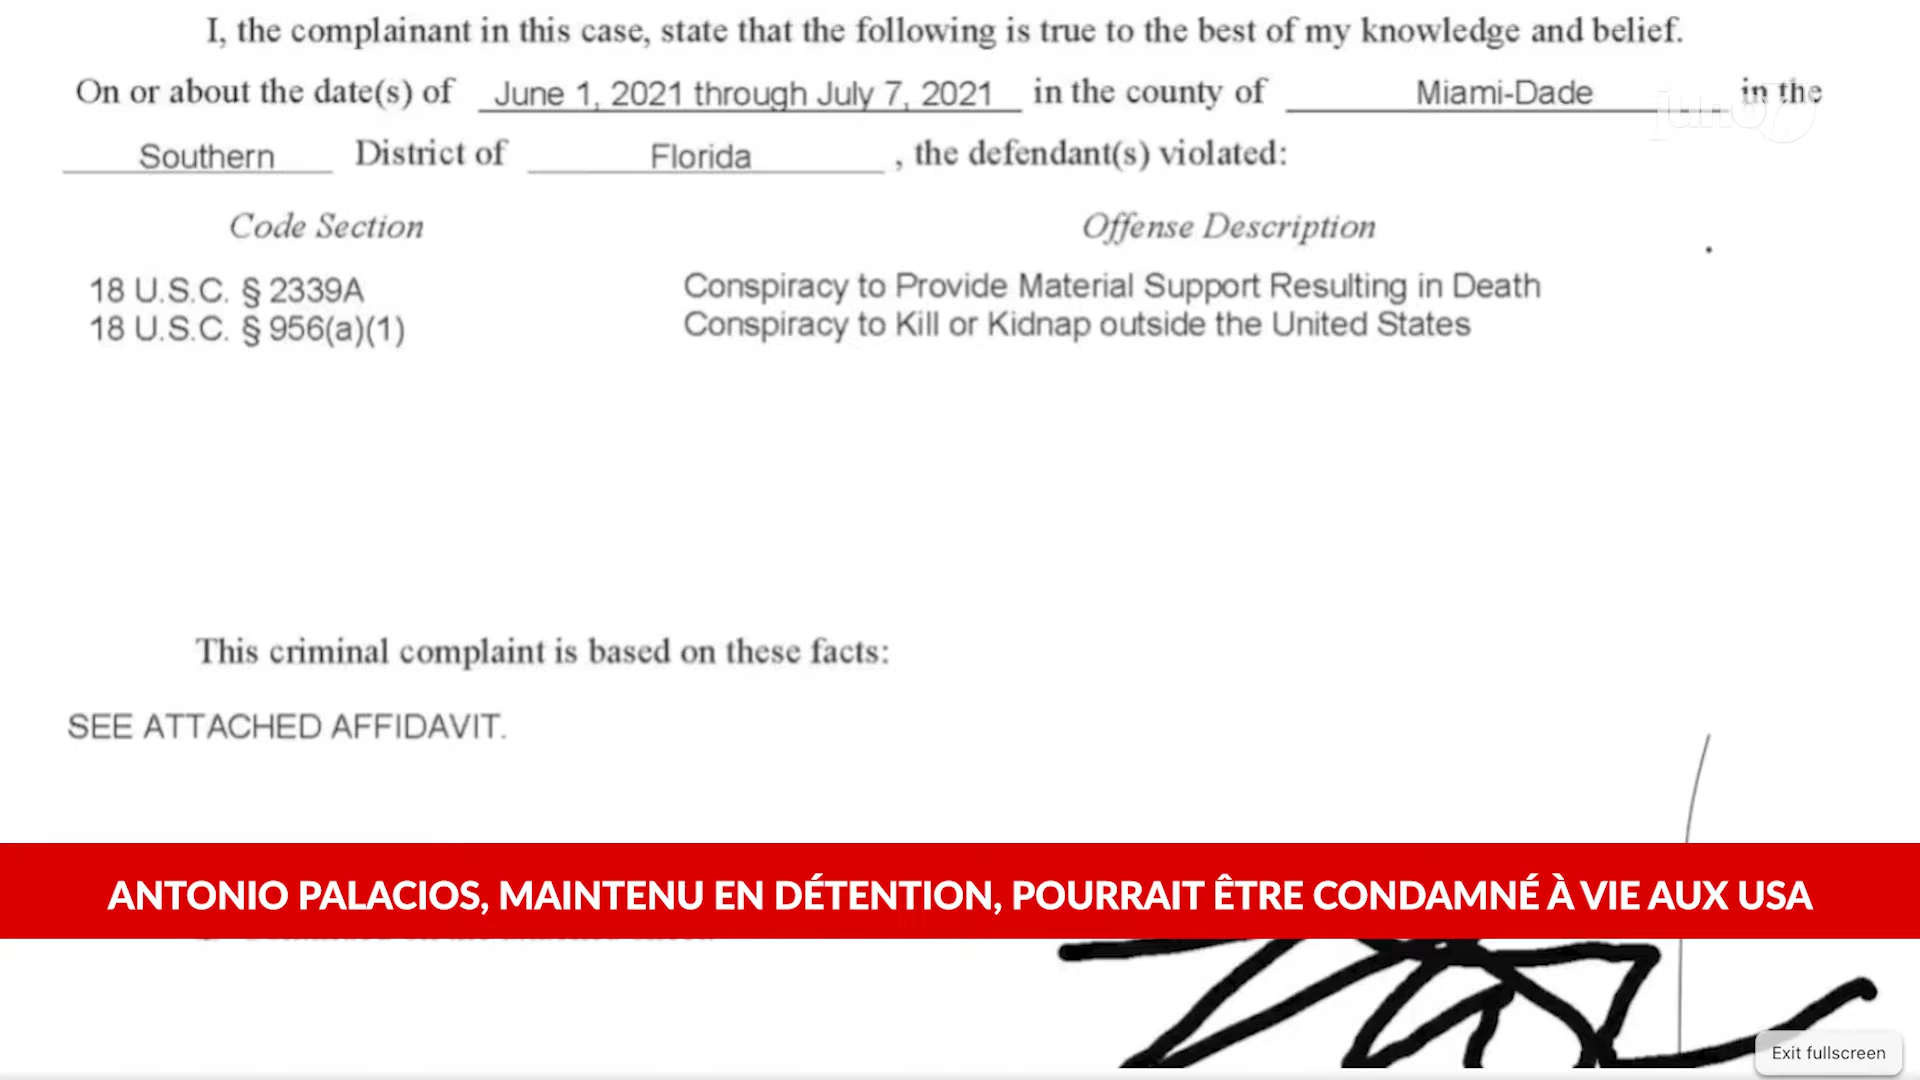 I, the complainant in this case, state that the following is true to the best of my knowledge and belief.
On or about the date(s) of June 1, 2021 through July 7, 2021 in the county of Miami-Dade in the
Southern District of Florida , the defendant(s) violated:
Code Section Offense Description
18 U.S.C. § 2339A Conspiracy to Provide Material Support Resulting in Death
18 U.S.C. § 956(a)(1) Conspiracy to Kill or Kidnap outside the United States
This criminal complaint is based on these facts:
SEE ATTACHED AFFIDAVIT.
ANTONIO PALACIOS, MAINTENU EN DÉTENTION, POURRAIT ÊTRE CONDAMNÉ À VIE AUX USA
Exit fullscreen